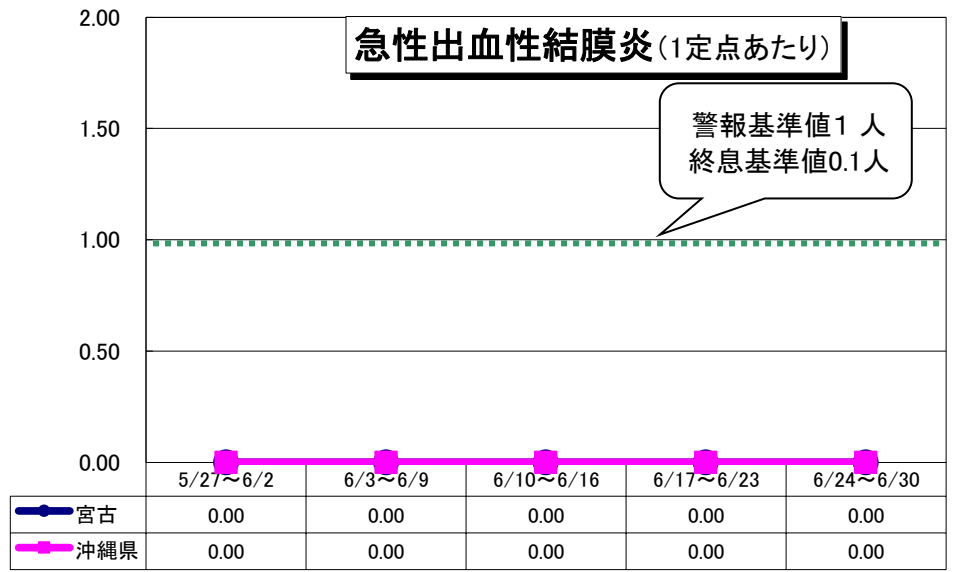 急性出血性結膜炎(1定点あたり)
警報基準値1 人
終息基準値0.1人
2.00
1.50
1.00
0.50
0.00
5/27～6/2 6/3～6/9 6/10～6/16 6/17～6/23 6/24～6/30
宮古 0.00 0.00 0.00 0.00 0.00
沖縄県 0.00 0.00 0.00 0.00 0.00